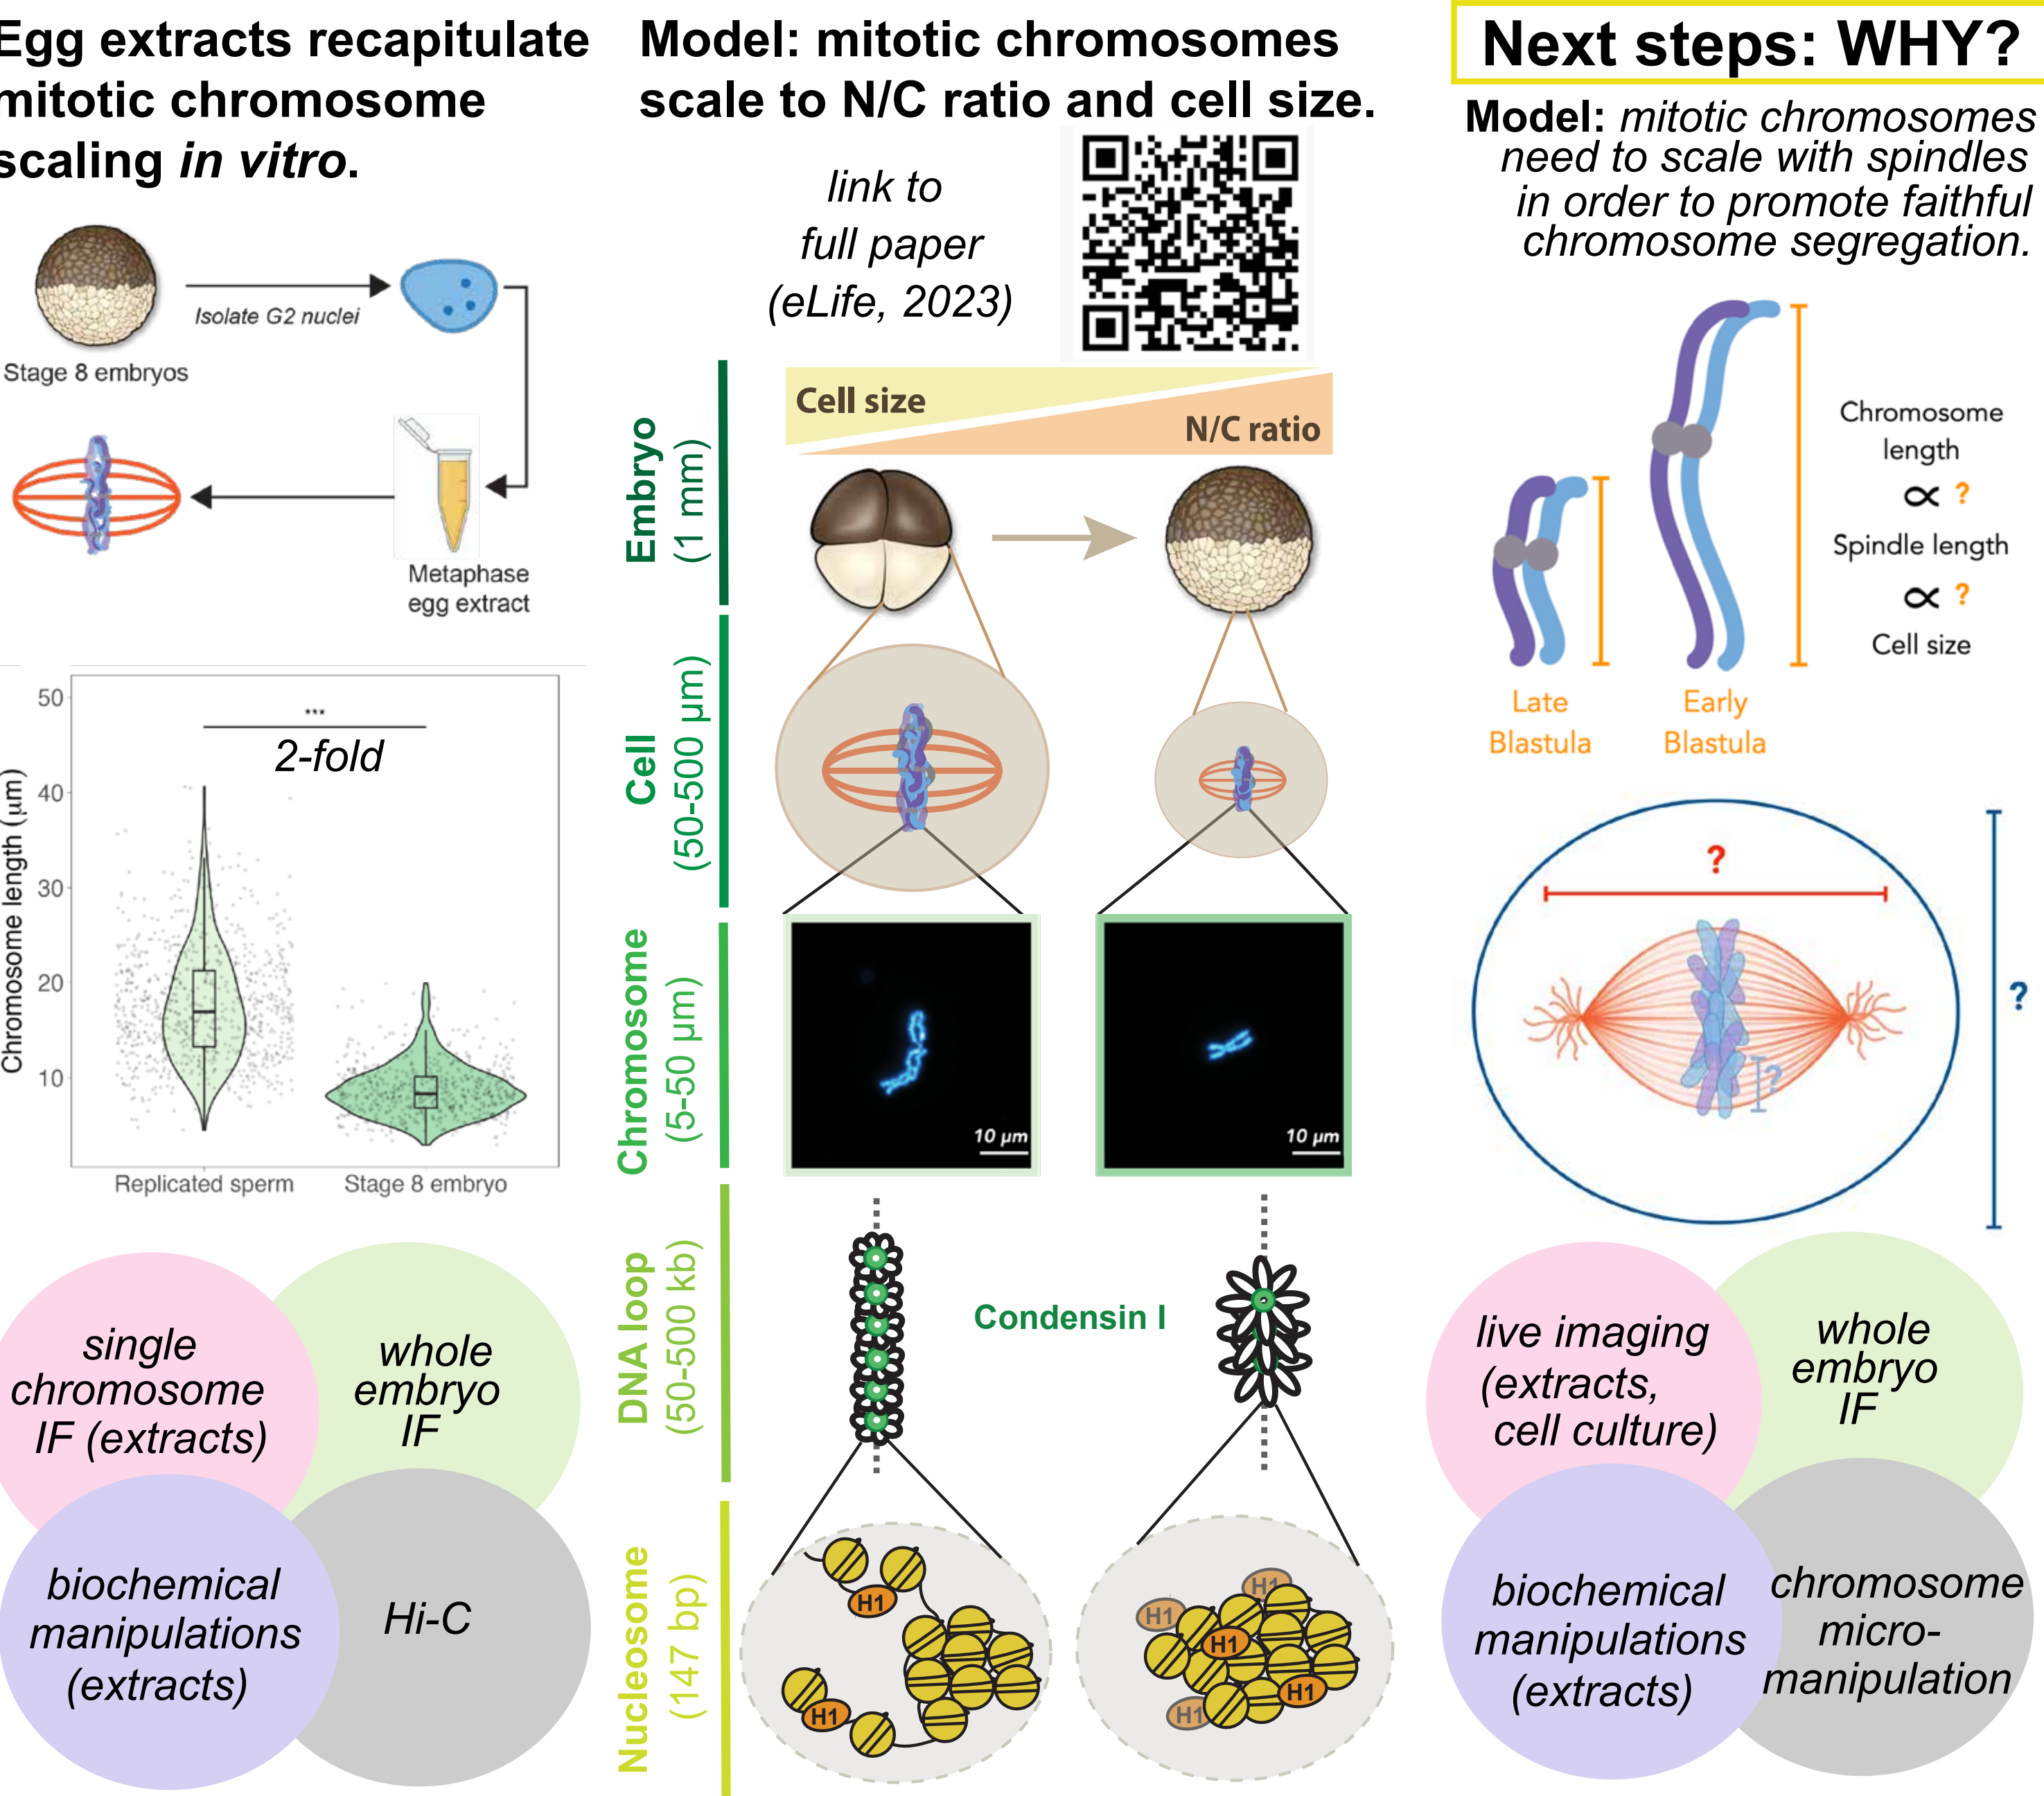 Egg extracts recapitulate
mitotic chromosome
scaling in vitro.
Isolate G2 nuclei
Stage 8 embryos
Metaphase
egg extract
50
40
30
20
10
***
2-fold
Chromosome length (µm)
Replicated sperm
Stage 8 embryo
single
chromosome
IF (extracts)
whole
embryo
IF
biochemical
manipulations
(extracts)
Hi-C
Model: mitotic chromosomes
scale to N/C ratio and cell size.
link to
full paper
(eLife, 2023)
Cell size
N/C ratio
Embryo
(1 mm)
Cell
(50-500 µm)
Chromosome
(5-50 µm)
10 µm
10 µm
DNA loop
(50-500 kb)
Condensin I
Nucleosome
(147 bp)
H1
H1
H1
H1
H1
H1
H1
Next steps: WHY?
Model: mitotic chromosomes
need to scale with spindles
in order to promote faithful
chromosome segregation.
Chromosome
length
∝ ?
Spindle length
∝ ?
Cell size
Late
Blastula
Early
Blastula
?
?
?
live imaging
(extracts,
cell culture)
whole
embryo
IF
biochemical
manipulations
(extracts)
chromosome
micro-
manipulation